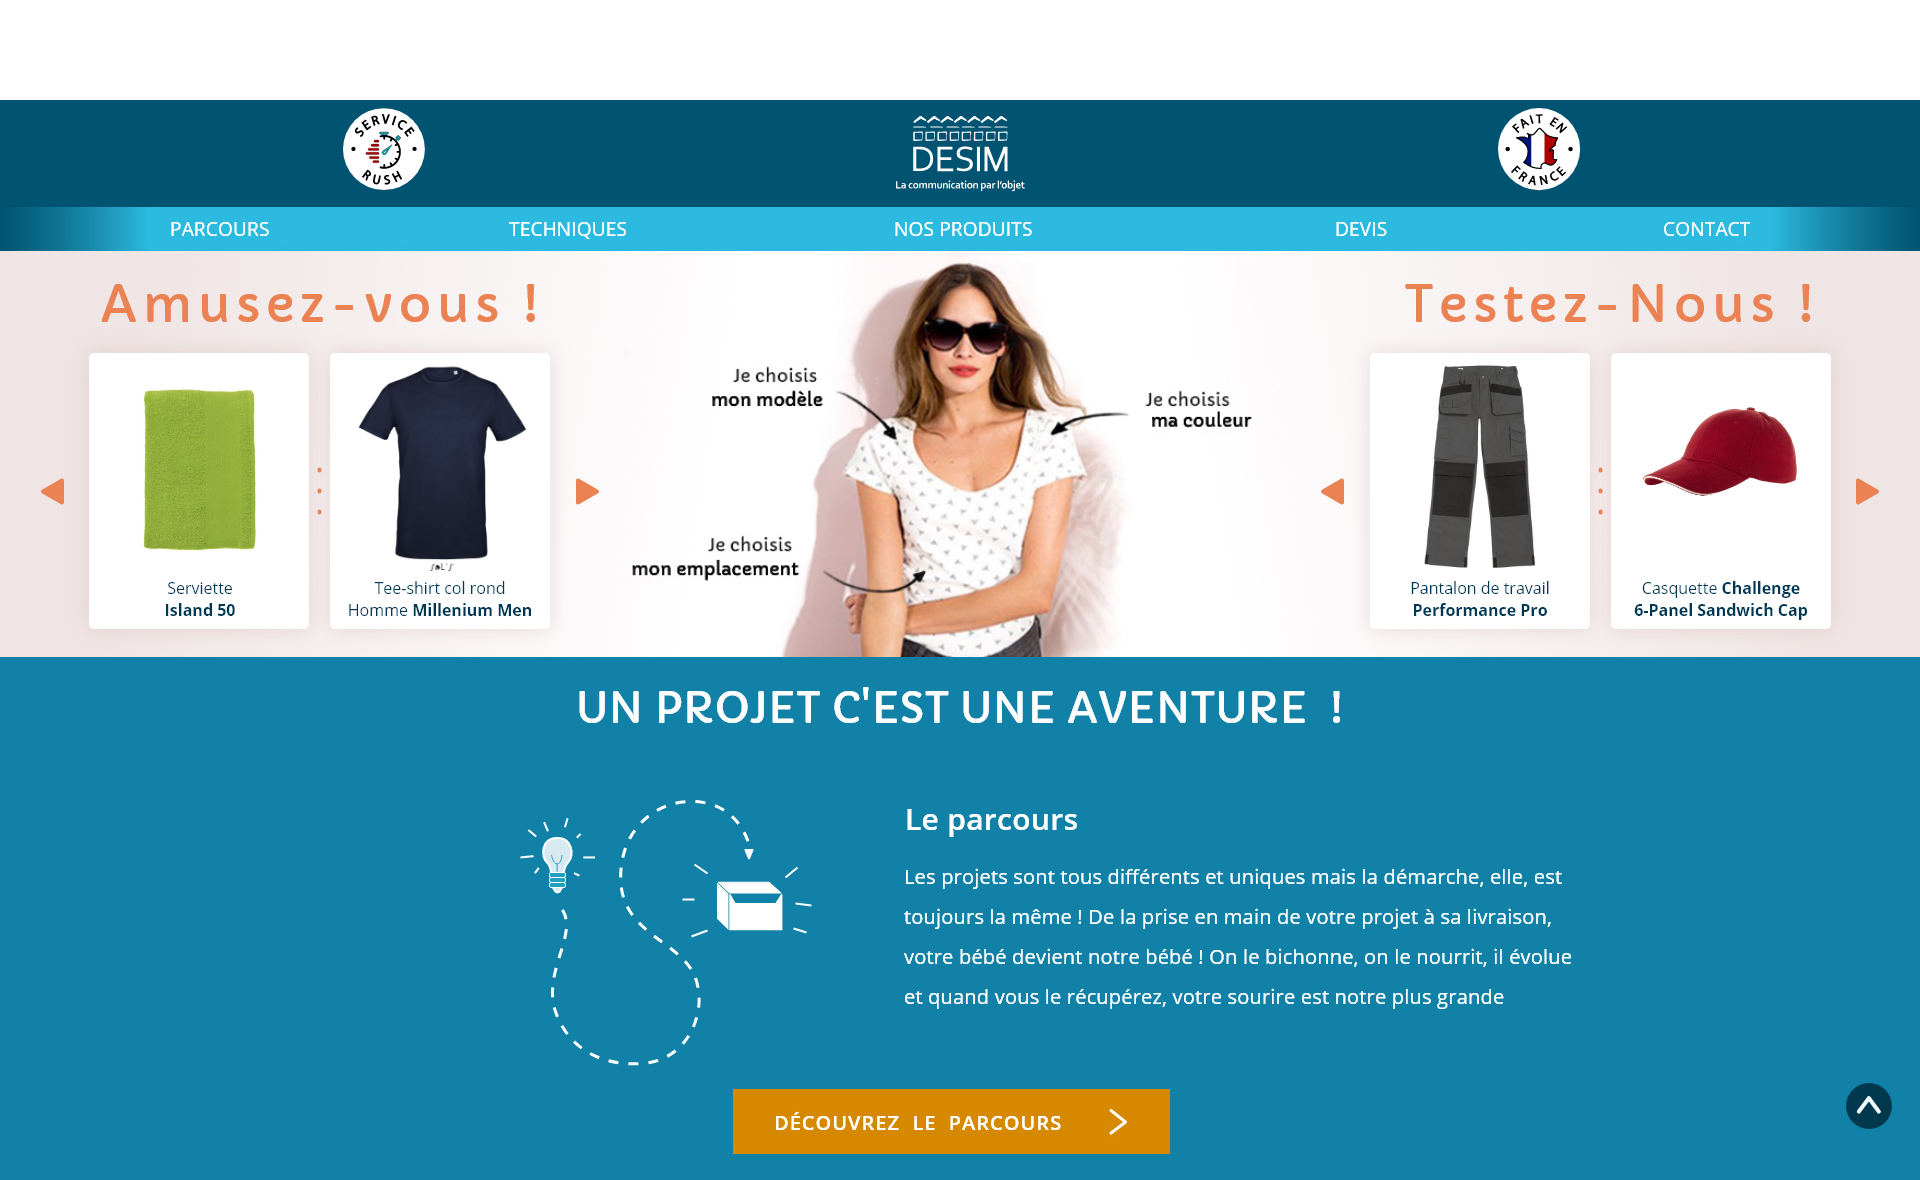 SERVICE
RUSH
DESIM
La communication par l'objet
FAIT EN
FRANCE
PARCOURS
TECHNIQUES
NOS PRODUITS
DEVIS
CONTACT
Amusez-vous !
Serviette
Island 50
SOL'S
Tee-shirt col rond
Homme Millenium Men
Je choisis
mon modèle
Je choisis
ma couleur
Je choisis
mon emplacement
Testez-Nous !
Pantalon de travail
Performance Pro
Casquette Challenge
6-Panel Sandwich Cap
UN PROJET C'EST UNE AVENTURE !
Le parcours
Les projets sont tous différents et uniques mais la démarche, elle, est
toujours la même ! De la prise en main de votre projet à sa livraison,
votre bébé devient notre bébé ! On le bichonne, on le nourrit, il évolue
et quand vous le récupérez, votre sourire est notre plus grande
DÉCOUVREZ LE PARCOURS